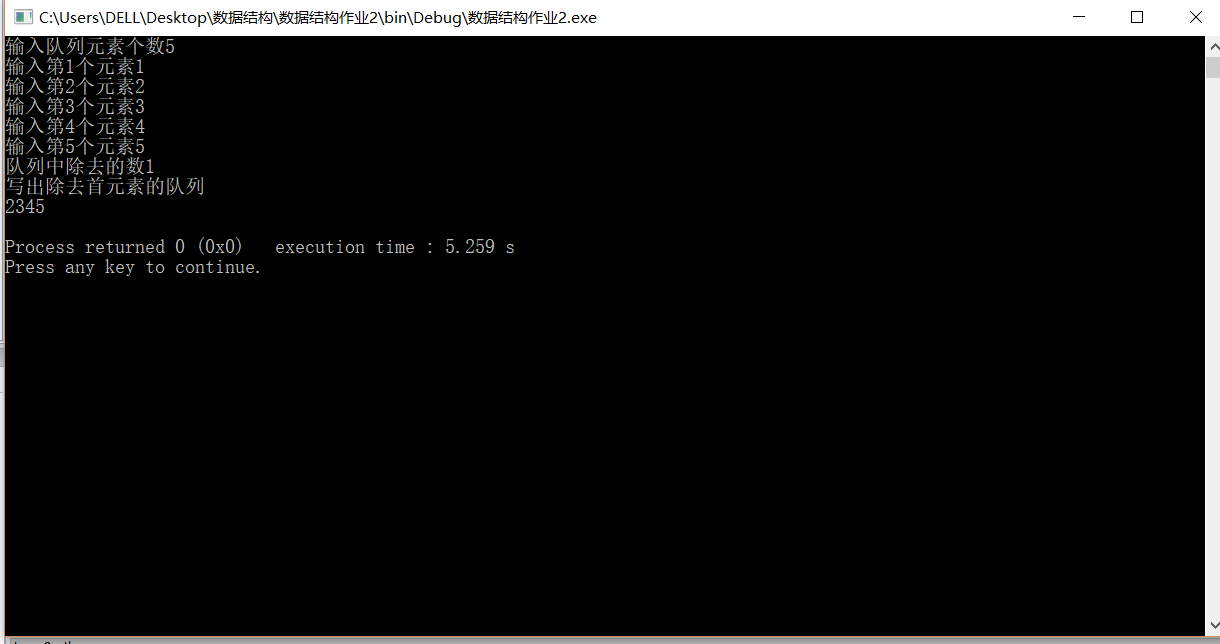 C:\Users\DELL\Desktop\数据结构\数据结构作业2\bin\Debug\数据结构作业2.exe
输入队列元素个数5
输入第1个元素1
输入第2个元素2
输入第3个元素3
输入第4个元素4
输入第5个元素5
队列中除去的数1
写出除去首元素的队列
2345
Process returned 0 (0x0)   execution time : 5.259 s
Press any key to continue.